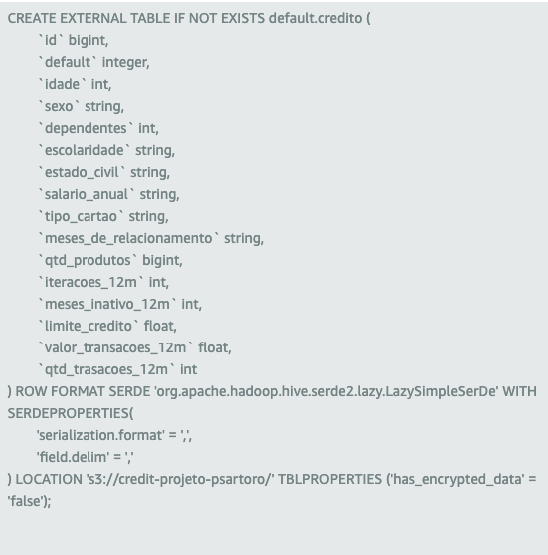 CREATE EXTERNAL TABLE IF NOT EXISTS default.credito (
`id` bigint,
`default` integer,
`idade` int,
`sexo` string,
`dependentes` int,
`escolaridade` string,
`estado_civil` string,
`salario_anual` string,
`tipo_cartao` string,
`meses_de_relacionamento` string,
`qtd_produtos` bigint,
`iteracoes_12m` int,
`meses_inativo_12m` int,
`limite_credito` float,
`valor_transacoes_12m` float,
`qtd_trasacoes_12m` int
) ROW FORMAT SERDE 'org.apache.hadoop.hive.serde2.lazy.LazySimpleSerDe' WITH
SERDEPROPERTIES(
'serialization.format' = ',',
'field.delim' = ','
) LOCATION 's3://credit-projeto-psartoro/' TBLPROPERTIES ('has_encrypted_data' =
'false');